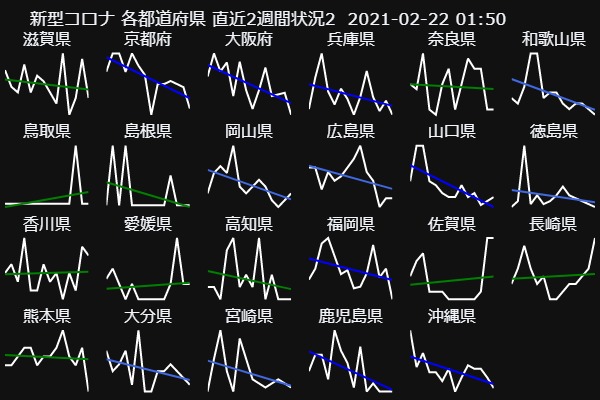 新型コロナ 各都道府県 直近2週間状況2 2021-02-22 01:50
滋賀県 京都府 大阪府 兵庫県 奈良県 和歌山県
鳥取県 島根県 岡山県 広島県 山口県 徳島県
香川県 愛媛県 高知県 福岡県 佐賀県 長崎県
熊本県 大分県 宮崎県 鹿児島県 沖縄県